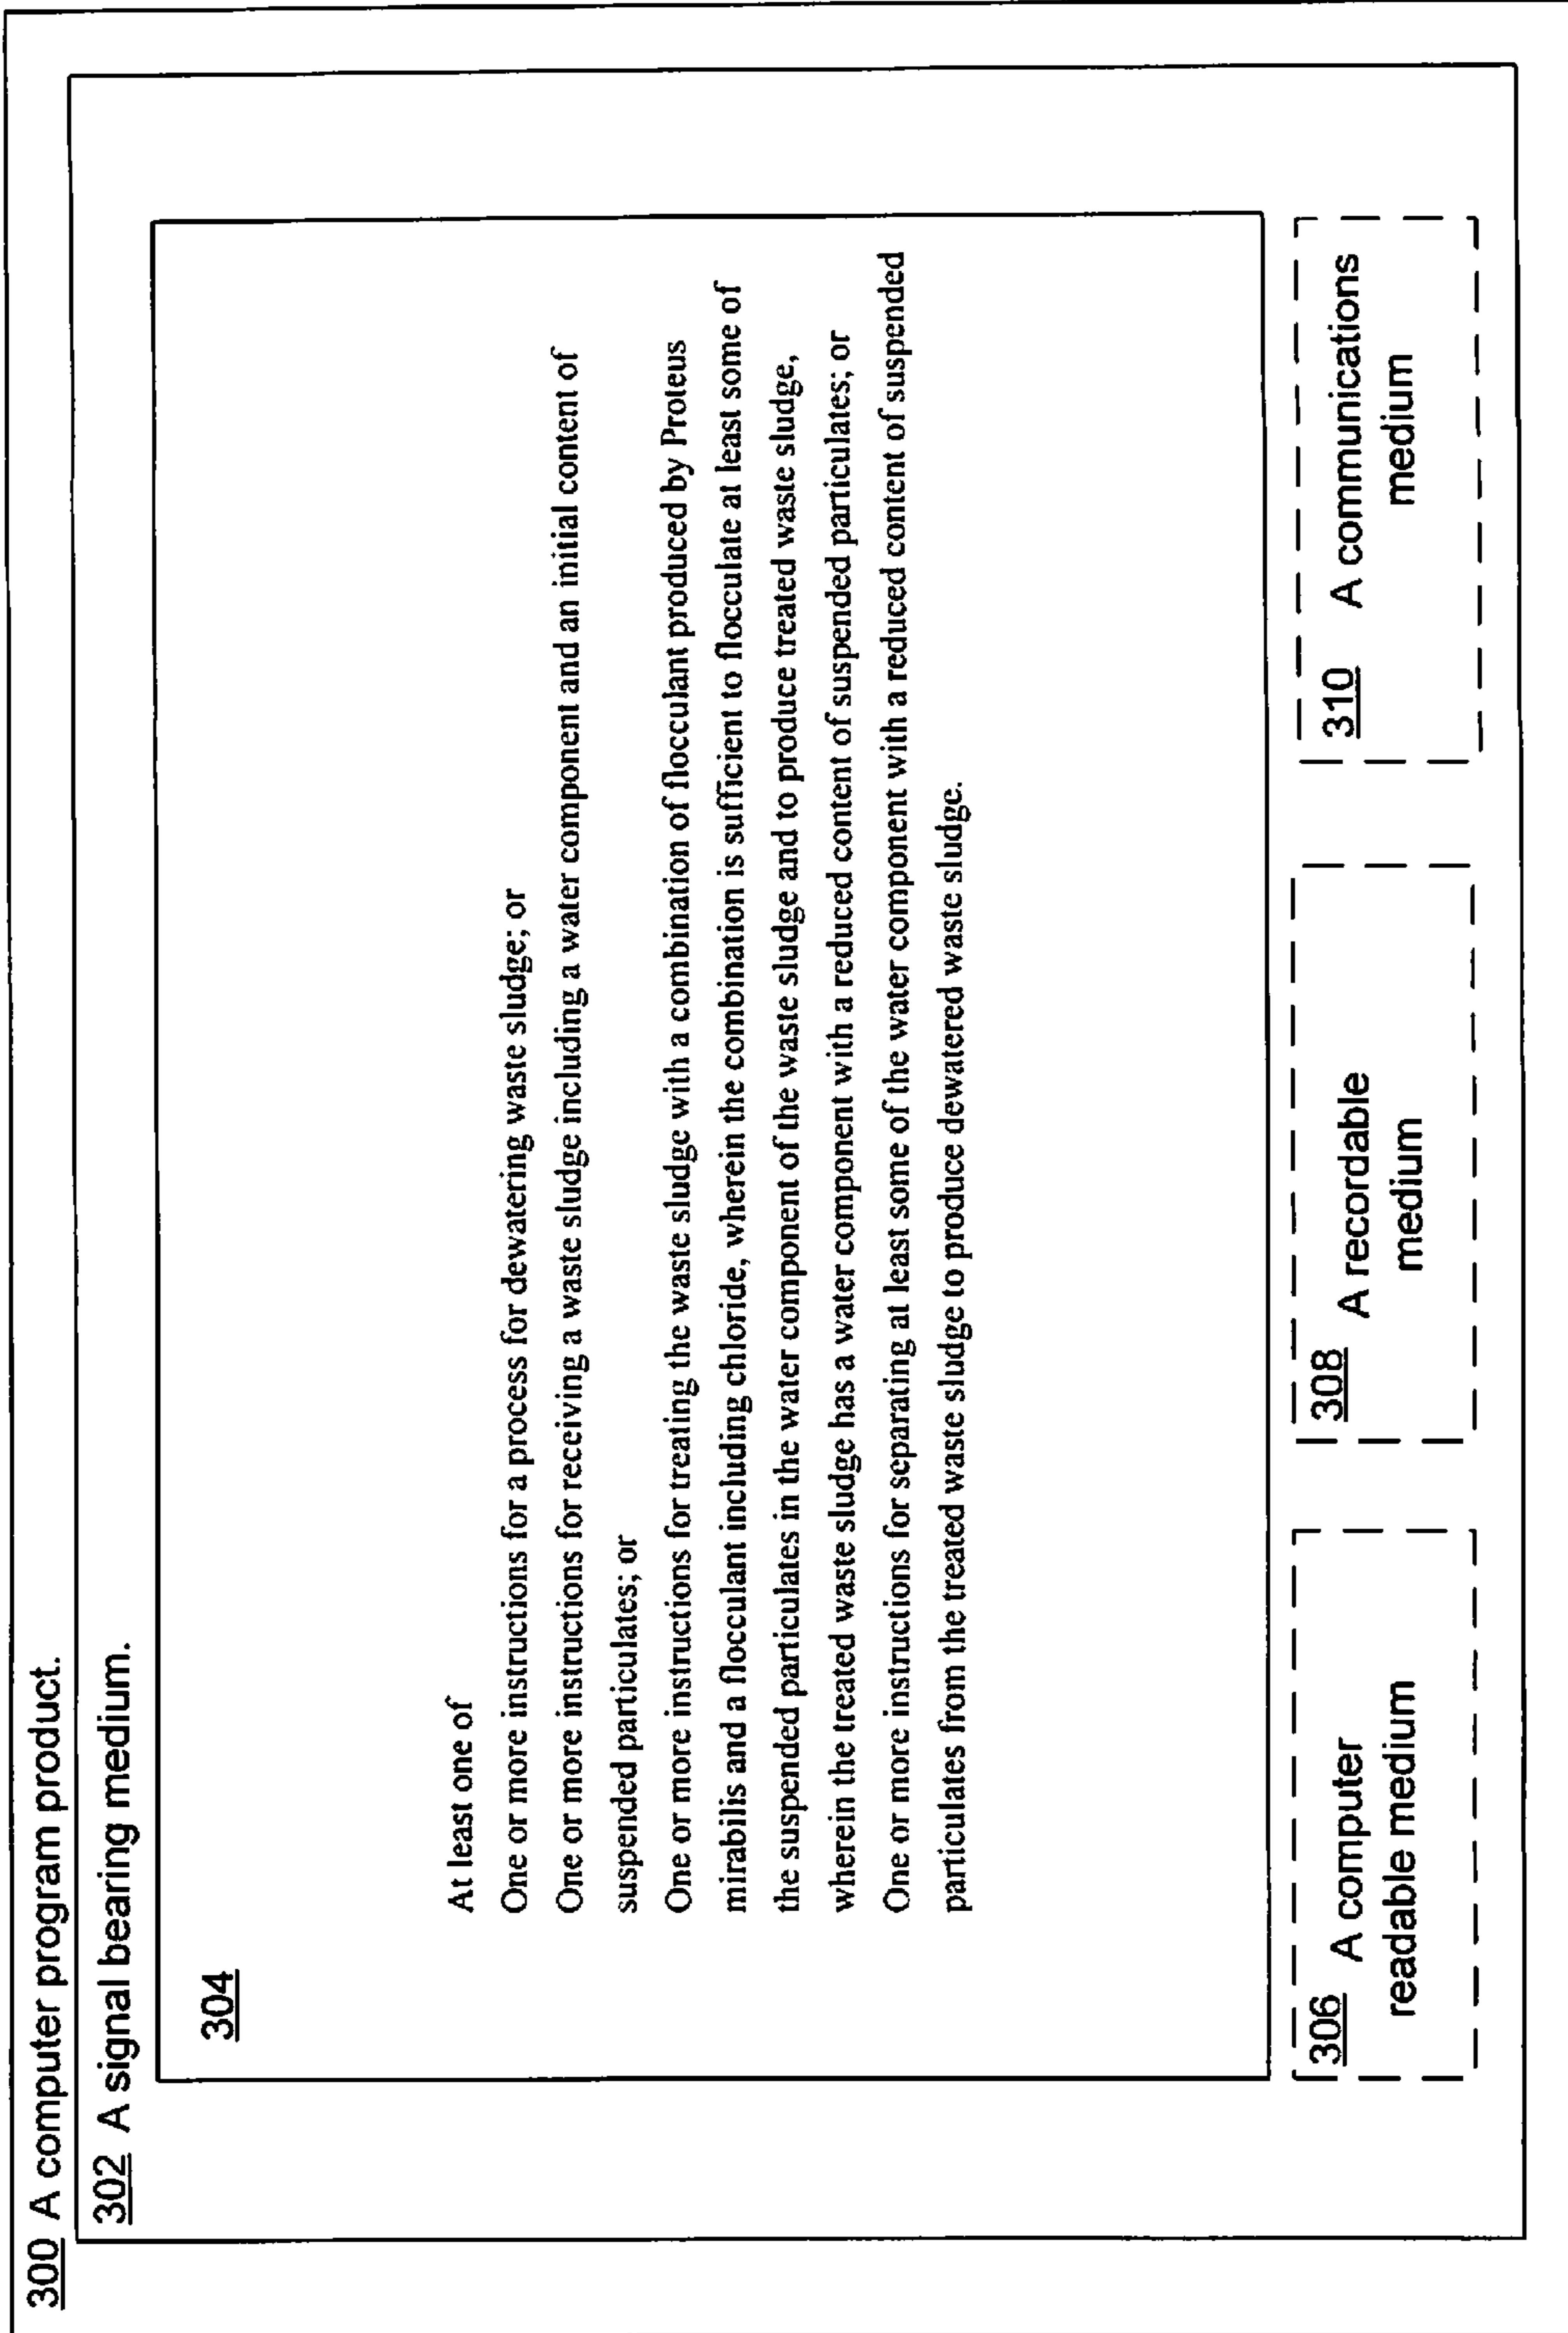 300 A computer program product.
302 A signal bearing medium.
304
At least one of
One or more instructions for a process for dewatering waste sludge; or
One or more instructions for receiving a waste sludge including a water component and an initial content of
suspended particulates; or
One or more instructions for treating the waste sludge with a combination of flocculant produced by Proteus
mirabilis and a flocculant including chloride, wherein the combination is sufficient to flocculate at least some of
the suspended particulates in the water component of the waste sludge and to produce treated waste sludge,
wherein the treated waste sludge has a water component with a reduced content of suspended particulates; or
One or more instructions for separating at least some of the water component with a reduced content of suspended
particulates from the treated waste sludge to produce dewatered waste sludge.
306 A computer
readable medium
308 A recordable
medium
310 A communications
medium